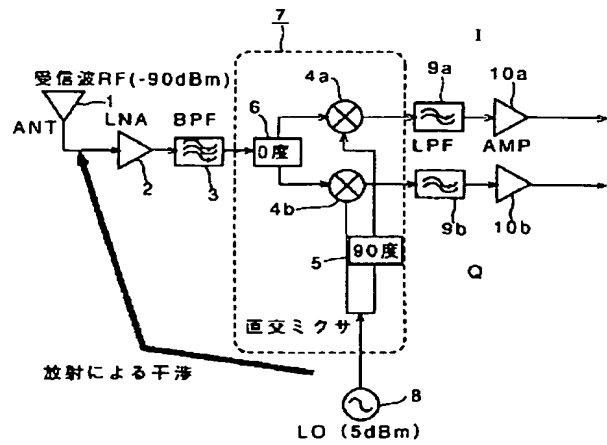 7
I
受信波RF(-90dBm)
4a
9a
10a
1
6
ANT
LNA
BPF
0度
LPF
AMP
2
3
4b
9b
10b
5
90度
Q
直交ミクサ
放射による干渉
8
LO (5dBm)